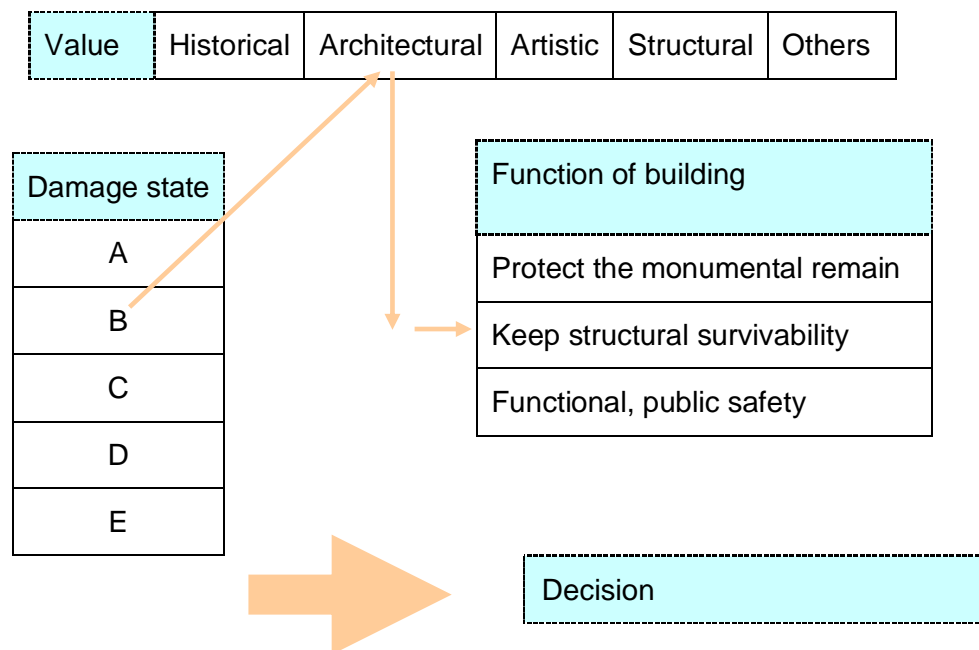 Value Historical Architectural Artistic Structural Others
Damage state
A
B
C
D
E
Function of building
Protect the monumental remain
Keep structural survivability
Functional, public safety
Decision